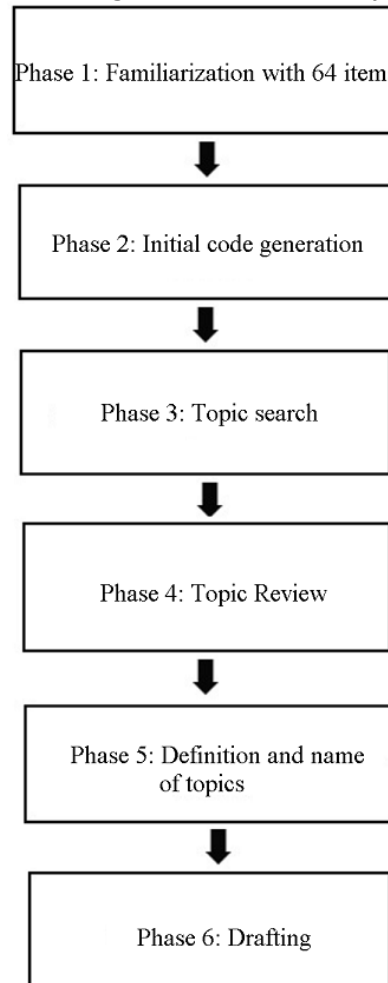 Phase 1: Familiarization with 64 item
Phase 2: Initial code generation
Phase 3: Topic search
Phase 4: Topic Review
Phase 5: Definition and name
of topics
Phase 6: Drafting